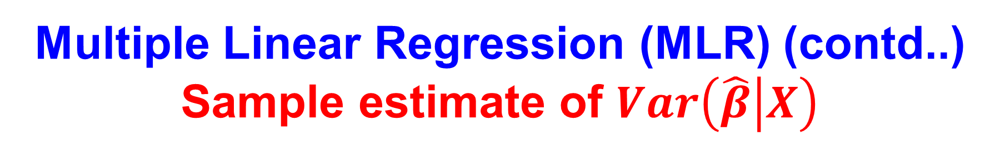 Multiple Linear Regression (MLR) (contd..)
Sample estimate of 𝑽𝒂𝒓(𝜷̂|𝑿)